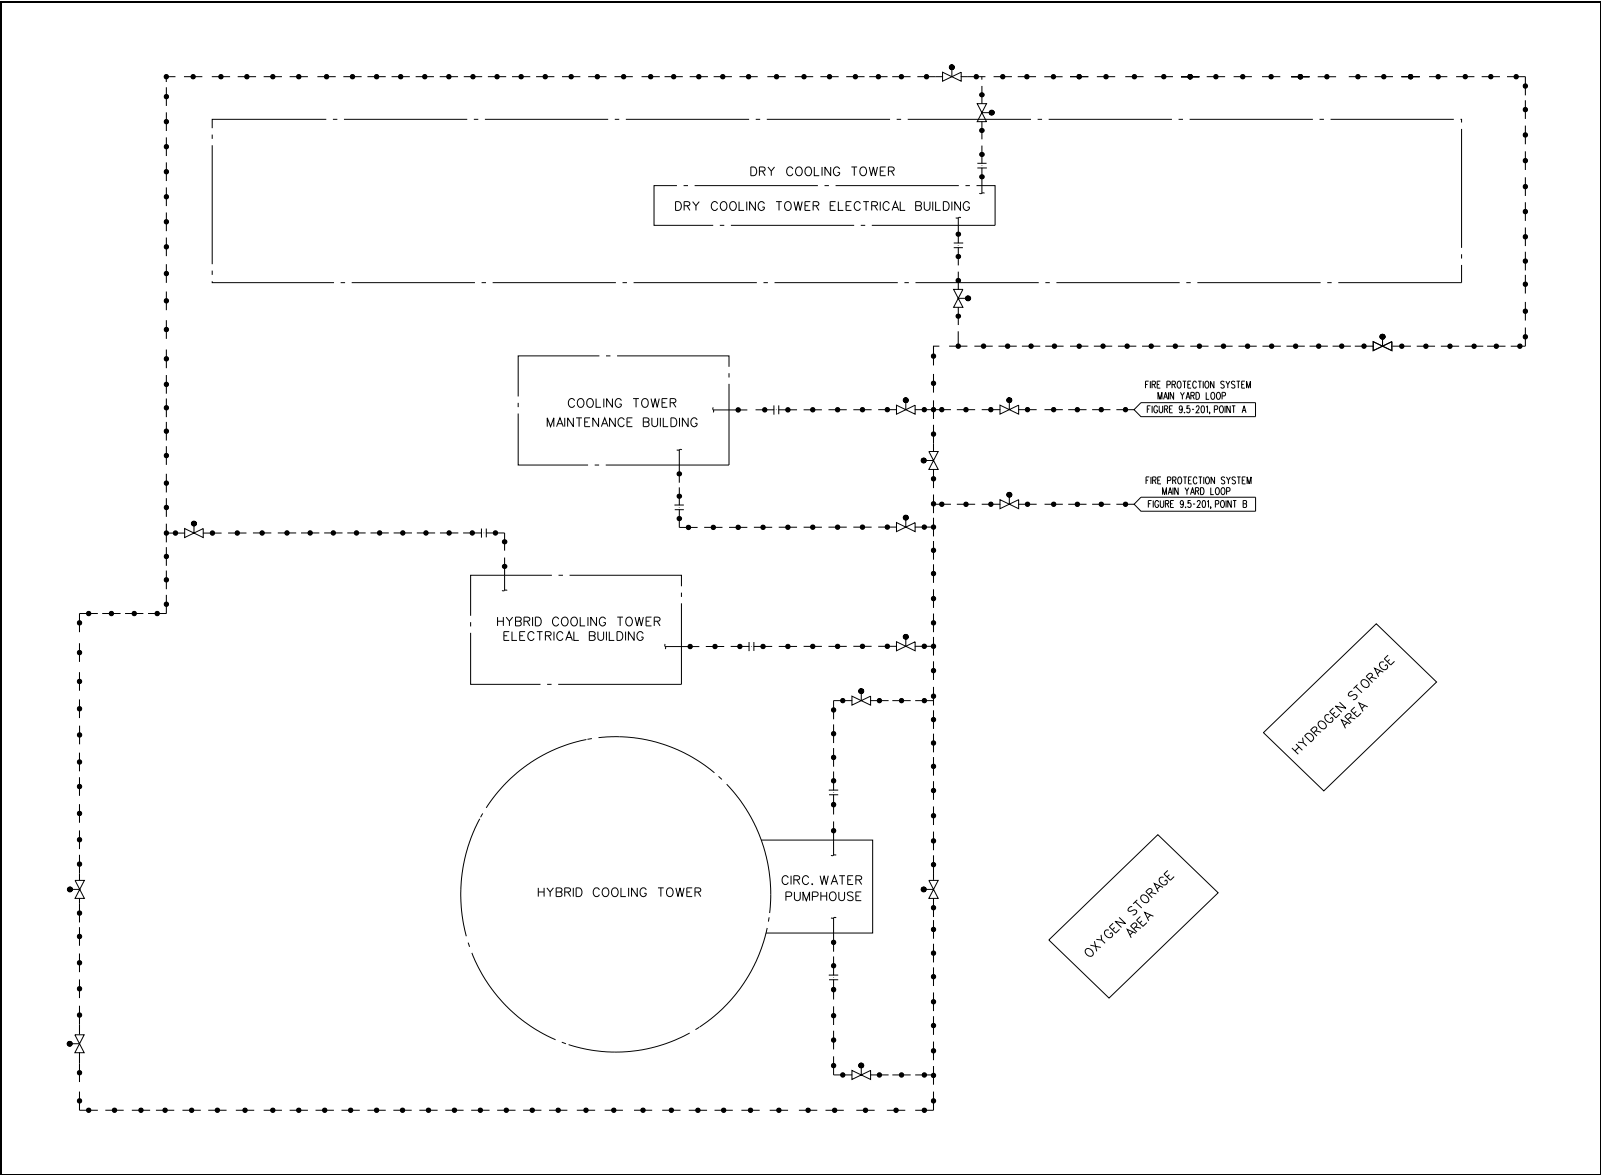 DRY COOLING TOWER
DRY COOLING TOWER ELECTRICAL BUILDING
FIRE PROTECTION SYSTEM
MAIN YARD LOOP
FIGURE 9.5-201, POINT A
COOLING TOWER
MAINTENANCE BUILDING
FIRE PROTECTION SYSTEM
MAIN YARD LOOP
FIGURE 9.5-201, POINT B
HYBRID COOLING TOWER
ELECTRICAL BUILDING
HYDROGEN STORAGE
AREA
HYBRID COOLING TOWER
CIRC. WATER
PUMPHOUSE
OXYGEN STORAGE
AREA